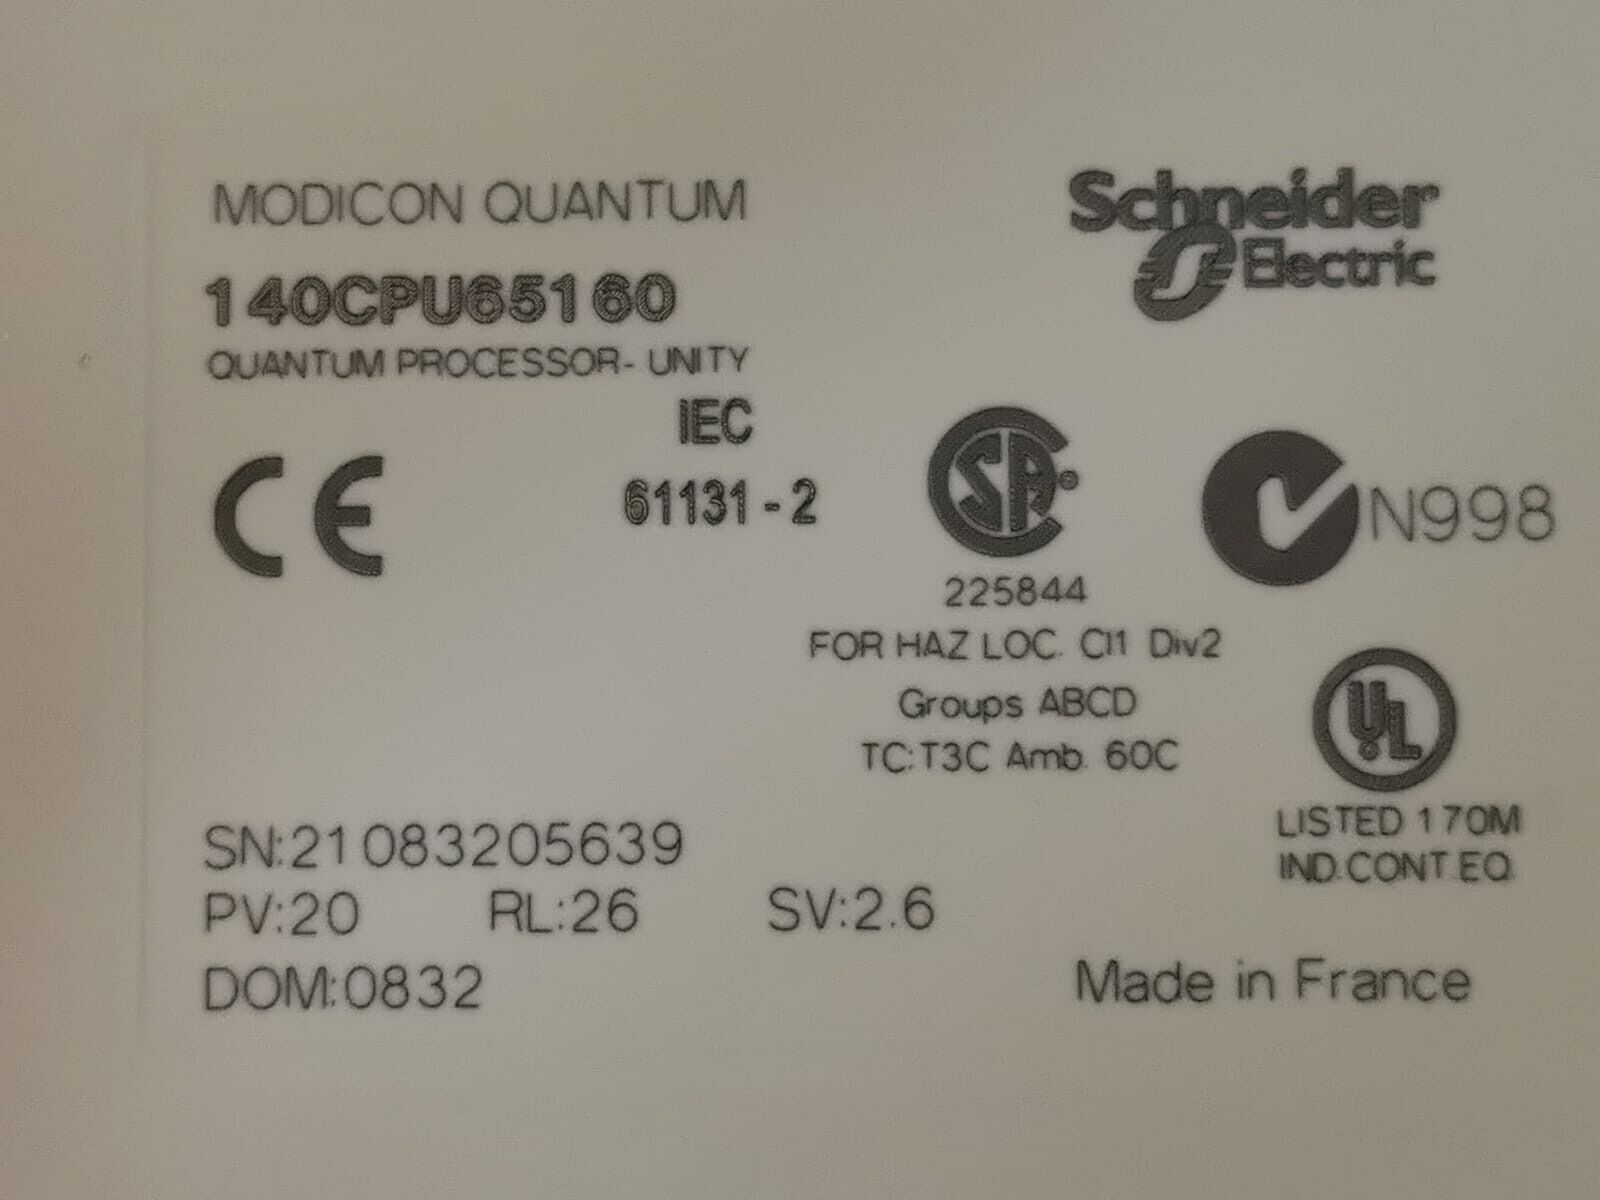 MODICON QUANTUM
Schneider
Electric
140CPU65160
QUANTUM PROCESSOR- UNITY
IEC
61131-2
CE
SA
N998
225844
FOR HAZ LOC. Cl1 Div2
Groups ABCD
TC:T3C Amb. 60C
UL
LISTED 170M
IND.CONT.EQ.
SN:21083205639
PV:20 RL:26 SV:2.6
DOM:0832
Made in France